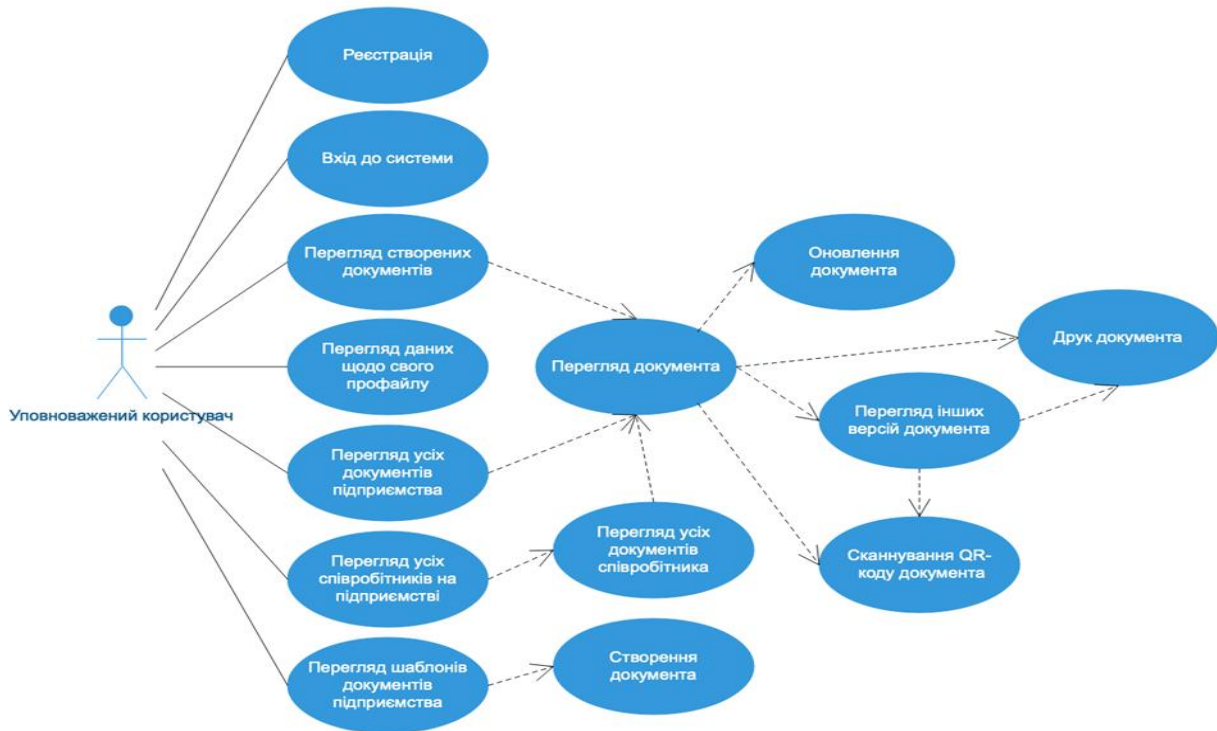 Реєстрація
Вхід до системи
Перегляд створених
документів
Оновлення
документа
Перегляд даних
щодо свого
профайлу
Перегляд документа
Друк документа
Уповноважений користувач
Перегляд інших
версій документа
Перегляд усіх
документів
підприємства
Перегляд усіх
співробітників на
підприємстві
Перегляд усіх
документів
співробітника
Сканнування QR-
коду документа
Перегляд шаблонів
документів
підприємства
Створення
документа